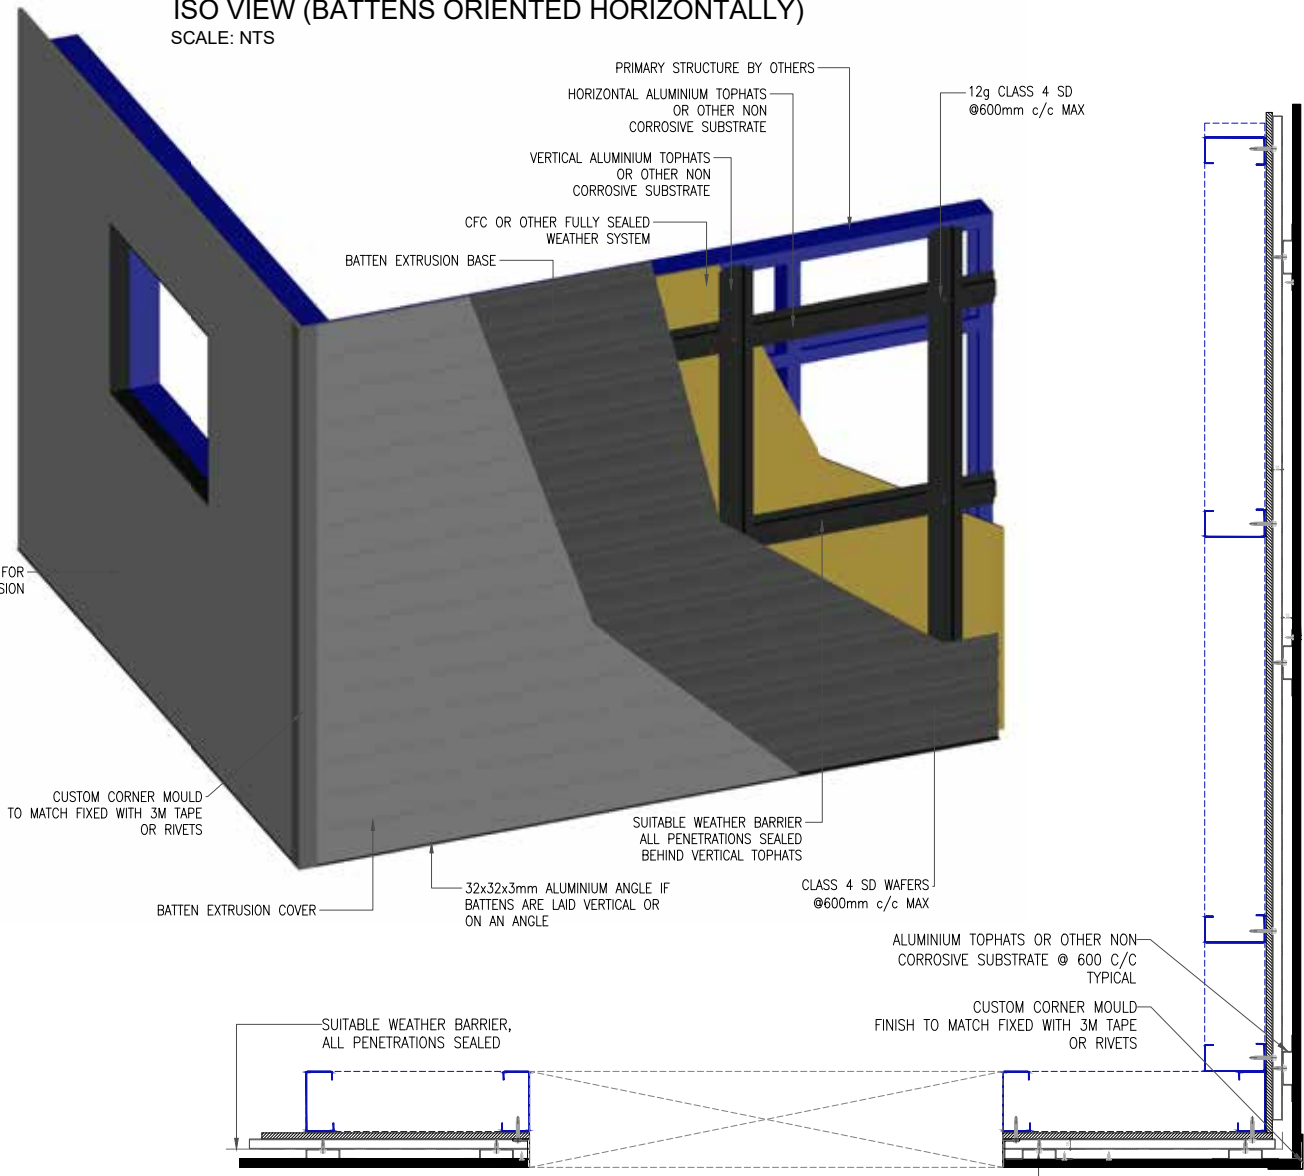 ISO VIEW (BATTENS ORIENTED HORIZONTALLY)
SCALE: NTS
PRIMARY STRUCTURE BY OTHERS
HORIZONTAL ALUMINIUM TOPHATS
OR OTHER NON
CORROSIVE SUBSTRATE
12g CLASS 4 SD
@600mm c/c MAX
VERTICAL ALUMINIUM TOPHATS
OR OTHER NON
CORROSIVE SUBSTRATE
CFC OR OTHER FULLY SEALED
WEATHER SYSTEM
BATTEN EXTRUSION BASE
FOR
SION
CUSTOM CORNER MOULD
TO MATCH FIXED WITH 3M TAPE
OR RIVETS
BATTEN EXTRUSION COVER
32x32x3mm ALUMINIUM ANGLE IF
BATTENS ARE LAID VERTICAL OR
ON AN ANGLE
SUITABLE WEATHER BARRIER
ALL PENETRATIONS SEALED
BEHIND VERTICAL TOPHATS
CLASS 4 SD WAFERS
@600mm c/c MAX
ALUMINIUM TOPHATS OR OTHER NON
CORROSIVE SUBSTRATE @ 600 C/C
TYPICAL
CUSTOM CORNER MOULD
FINISH TO MATCH FIXED WITH 3M TAPE
OR RIVETS
SUITABLE WEATHER BARRIER,
ALL PENETRATIONS SEALED